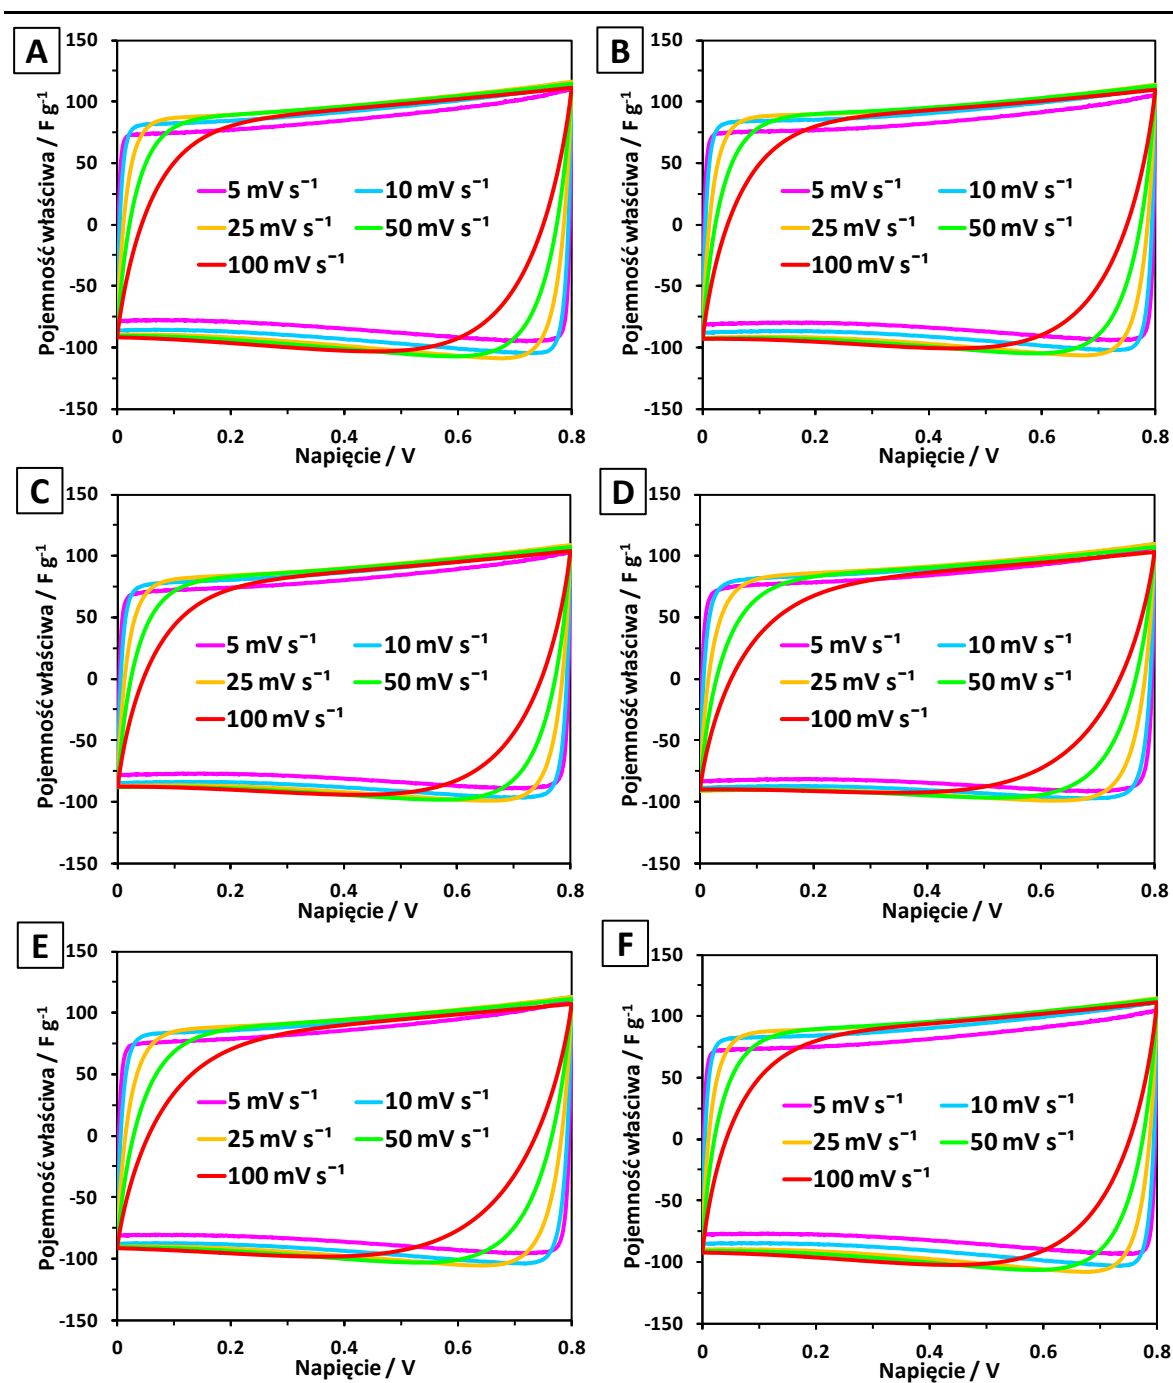 A
150
100
50
0
-50
-100
-150
Pojemność właściwa / F g⁻¹
5 mV s⁻¹ 10 mV s⁻¹
25 mV s⁻¹ 50 mV s⁻¹
100 mV s⁻¹
0 0.2 0.4 0.6 0.8
Napięcie / V
B
150
100
50
0
-50
-100
-150
Pojemność właściwa / F g⁻¹
5 mV s⁻¹ 10 mV s⁻¹
25 mV s⁻¹ 50 mV s⁻¹
100 mV s⁻¹
0 0.2 0.4 0.6 0.8
Napięcie / V
C
150
100
50
0
-50
-100
-150
Pojemność właściwa / F g⁻¹
5 mV s⁻¹ 10 mV s⁻¹
25 mV s⁻¹ 50 mV s⁻¹
100 mV s⁻¹
0 0.2 0.4 0.6 0.8
Napięcie / V
D
150
100
50
0
-50
-100
-150
Pojemność właściwa / F g⁻¹
5 mV s⁻¹ 10 mV s⁻¹
25 mV s⁻¹ 50 mV s⁻¹
100 mV s⁻¹
0 0.2 0.4 0.6 0.8
Napięcie / V
E
150
100
50
0
-50
-100
-150
Pojemność właściwa / F g⁻¹
5 mV s⁻¹ 10 mV s⁻¹
25 mV s⁻¹ 50 mV s⁻¹
100 mV s⁻¹
0 0.2 0.4 0.6 0.8
Napięcie / V
F
150
100
50
0
-50
-100
-150
Pojemność właściwa / F g⁻¹
5 mV s⁻¹ 10 mV s⁻¹
25 mV s⁻¹ 50 mV s⁻¹
100 mV s⁻¹
0 0.2 0.4 0.6 0.8
Napięcie / V